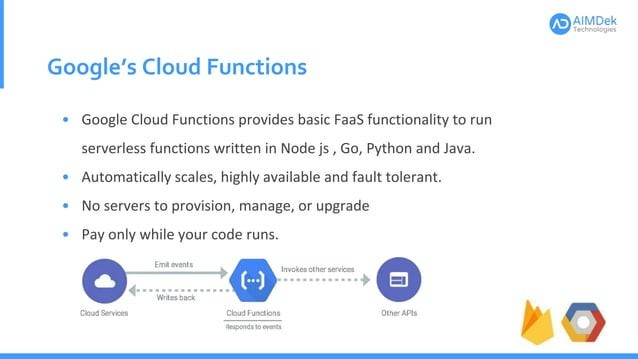 AIMDek
Technologies
Google’s Cloud Functions
• Google Cloud Functions provides basic FaaS functionality to run
serverless functions written in Node js , Go, Python and Java.
• Automatically scales, highly available and fault tolerant.
• No servers to provision, manage, or upgrade
• Pay only while your code runs.
Emit events
Invokes other services
Writes back
Cloud Services
Cloud Functions
Other APIs
Responds to events